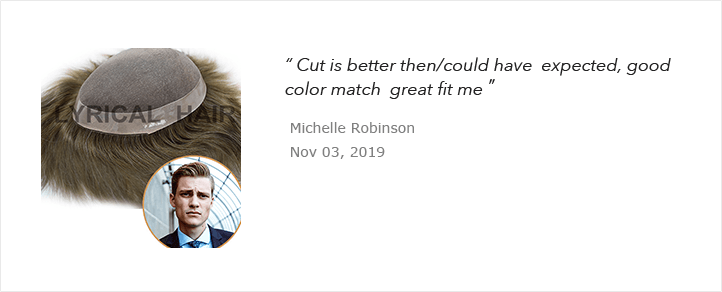 LYRICAL HAIR
“ Cut is better then/could have expected, good
color match great fit me ”
Michelle Robinson
Nov 03, 2019